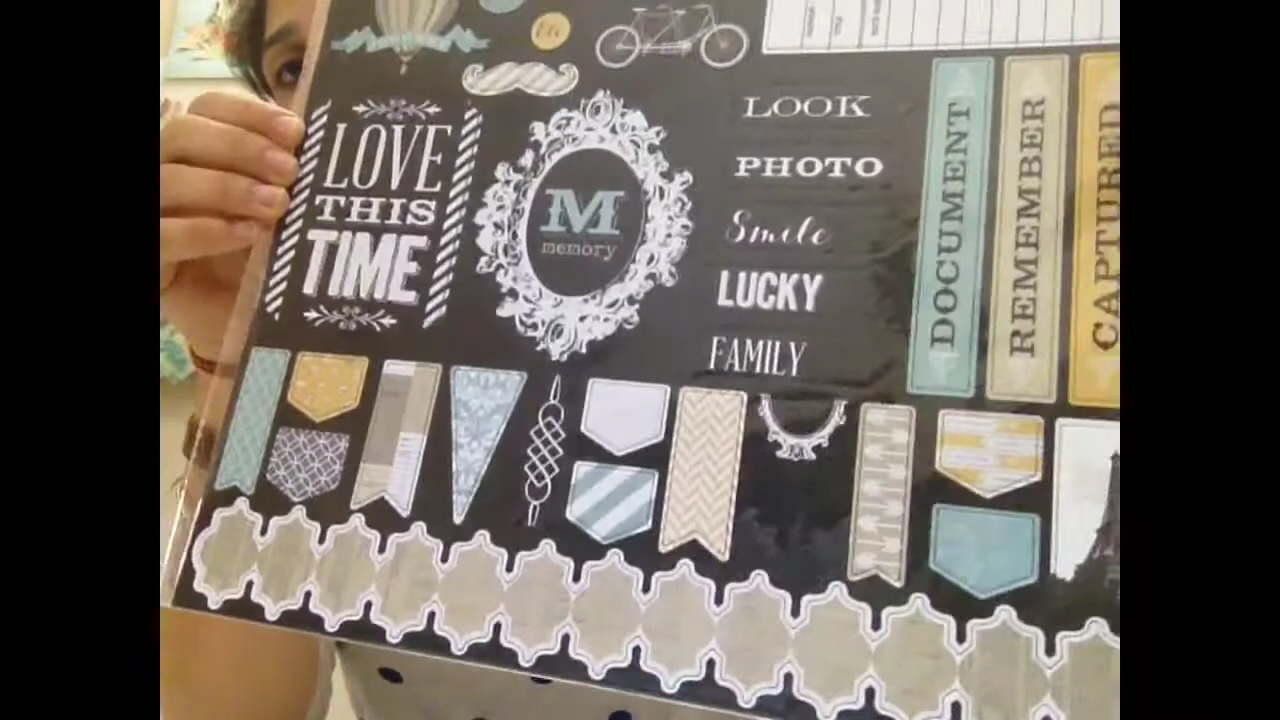 LOVE
THIS
TIME
M
memory
LOOK
PHOTO
Smile
LUCKY
FAMILY
DOCUMENT
REMEMBER
CAPTURED